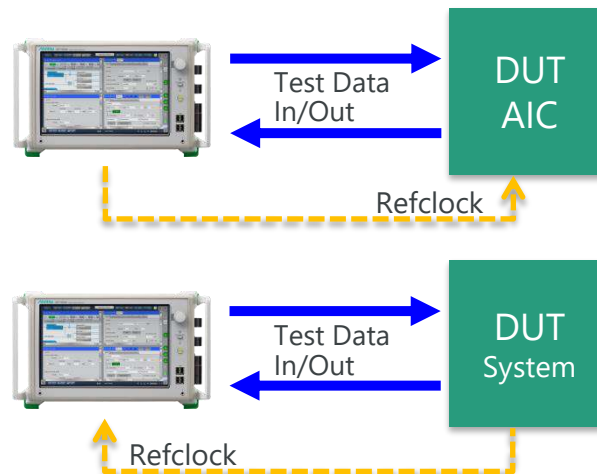 DUT
AIC
Test Data
In/Out
Refclock
DUT
System
Test Data
In/Out
Refclock